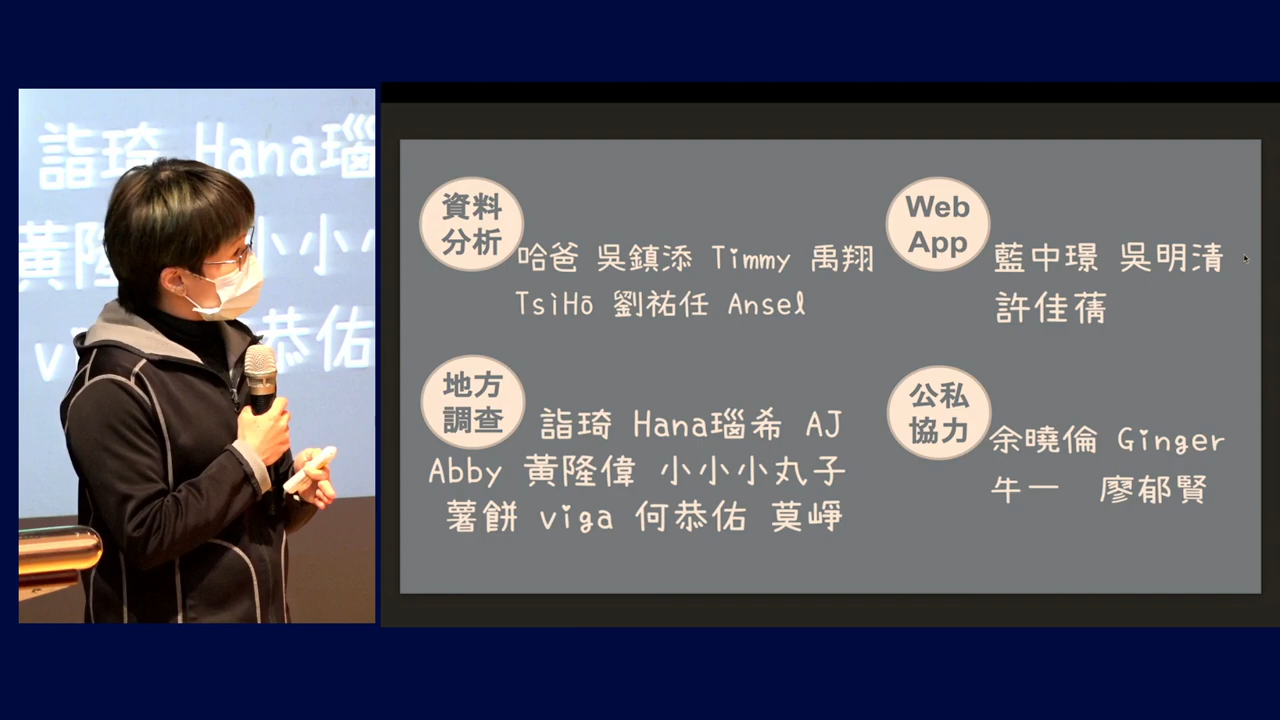 詣琦 Hana瑙
黃隆
小小
vi
恭佑
資料
分析
哈爸 吳鎮添 Timmy 禹翔
TsiHō 劉祐任 Ansel
Web
App
藍中璟 吳明清
許佳蒨
地方
調查
詣琦 Hana瑙希 AJ
Abby 黃隆偉 小小小丸子
薯餅 viga 何恭佑 莫崢
公私
協力
余曉倫 Ginger
牛一 廖郁賢